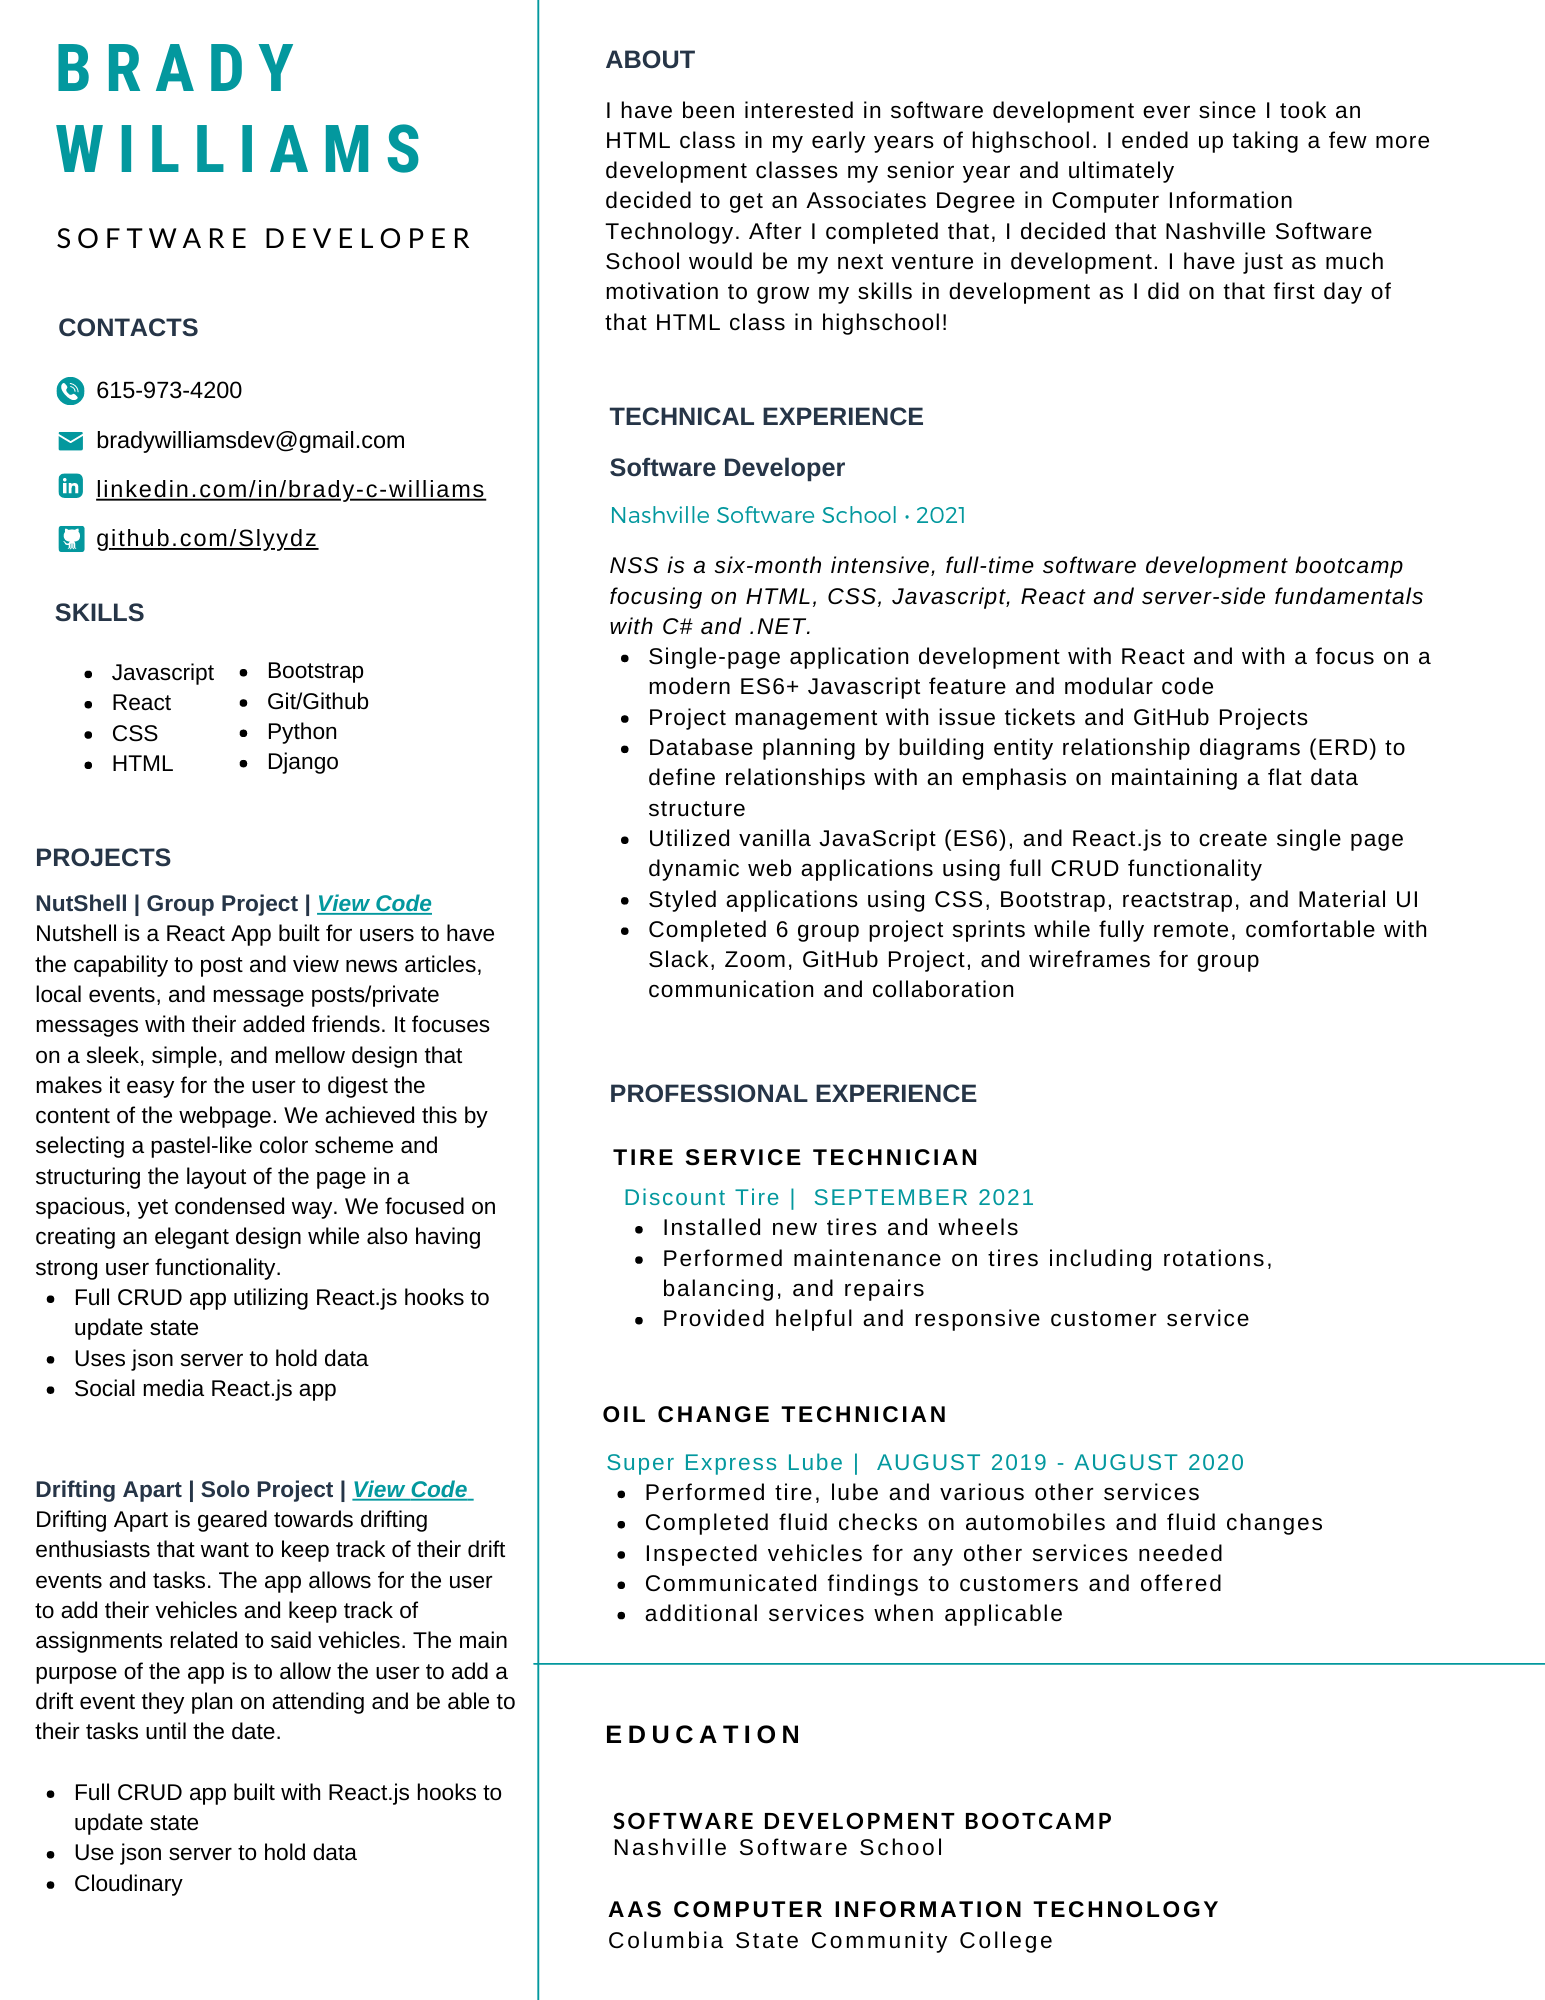 BRADY
WILLIAMS
SOFTWARE DEVELOPER
CONTACTS
615-973-4200
bradywilliamsdev@gmail.com
linkedin.com/in/brady-c-williams
github.com/Slyydz
SKILLS
• Javascript
• React
• CSS
• HTML
• Bootstrap
• Git/Github
• Python
• Django
PROJECTS
NutShell | Group Project | View Code
Nutshell is a React App built for users to have
the capability to post and view news articles,
local events, and message posts/private
messages with their added friends. It focuses
on a sleek, simple, and mellow design that
makes it easy for the user to digest the
content of the webpage. We achieved this by
selecting a pastel-like color scheme and
structuring the layout of the page in a
spacious, yet condensed way. We focused on
creating an elegant design while also having
strong user functionality.
• Full CRUD app utilizing React.js hooks to
update state
• Uses json server to hold data
• Social media React.js app
Drifting Apart | Solo Project | View Code
Drifting Apart is geared towards drifting
enthusiasts that want to keep track of their drift
events and tasks. The app allows for the user
to add their vehicles and keep track of
assignments related to said vehicles. The main
purpose of the app is to allow the user to add a
drift event they plan on attending and be able to
their tasks until the date.
• Full CRUD app built with React.js hooks to
update state
• Use json server to hold data
• Cloudinary
ABOUT
I have been interested in software development ever since I took an
HTML class in my early years of highschool. I ended up taking a few more
development classes my senior year and ultimately
decided to get an Associates Degree in Computer Information
Technology. After I completed that, I decided that Nashville Software
School would be my next venture in development. I have just as much
motivation to grow my skills in development as I did on that first day of
that HTML class in highschool!
TECHNICAL EXPERIENCE
Software Developer
Nashville Software School • 2021
NSS is a six-month intensive, full-time software development bootcamp
focusing on HTML, CSS, Javascript, React and server-side fundamentals
with C# and .NET.
• Single-page application development with React and with a focus on a
modern ES6+ Javascript feature and modular code
• Project management with issue tickets and GitHub Projects
• Database planning by building entity relationship diagrams (ERD) to
define relationships with an emphasis on maintaining a flat data
structure
• Utilized vanilla JavaScript (ES6), and React.js to create single page
dynamic web applications using full CRUD functionality
• Styled applications using CSS, Bootstrap, reactstrap, and Material UI
• Completed 6 group project sprints while fully remote, comfortable with
Slack, Zoom, GitHub Project, and wireframes for group
communication and collaboration
PROFESSIONAL EXPERIENCE
TIRE SERVICE TECHNICIAN
Discount Tire | SEPTEMBER 2021
• Installed new tires and wheels
• Performed maintenance on tires including rotations,
balancing, and repairs
• Provided helpful and responsive customer service
OIL CHANGE TECHNICIAN
Super Express Lube | AUGUST 2019 - AUGUST 2020
• Performed tire, lube and various other services
• Completed fluid checks on automobiles and fluid changes
• Inspected vehicles for any other services needed
• Communicated findings to customers and offered
• additional services when applicable
EDUCATION
SOFTWARE DEVELOPMENT BOOTCAMP
Nashville Software School
AAS COMPUTER INFORMATION TECHNOLOGY
Columbia State Community College